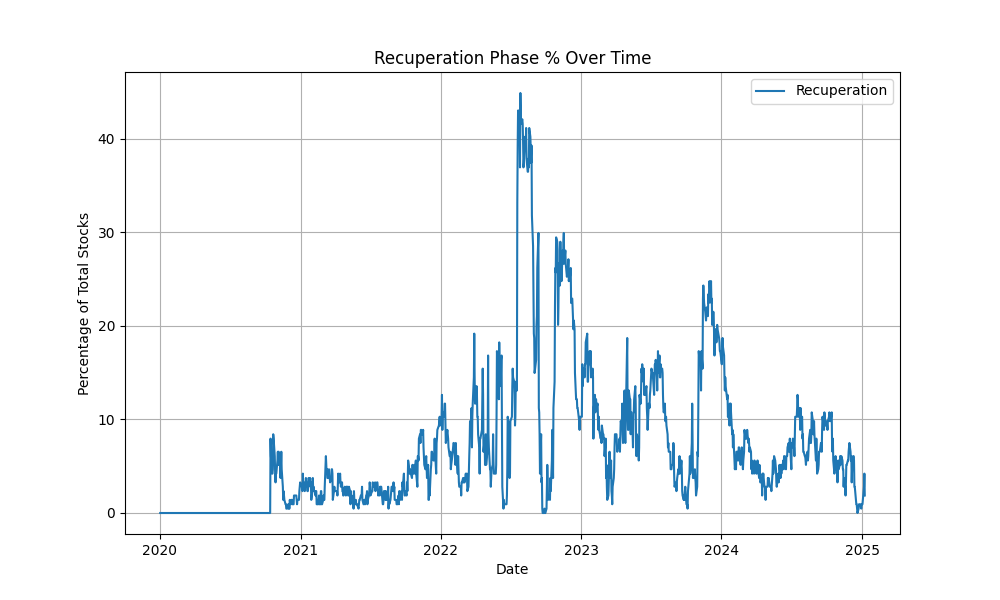 Recuperation Phase % Over Time
Recuperation
Percentage of Total Stocks
40
30
20
10
0
2020 2021 2022 2023 2024 2025
Date